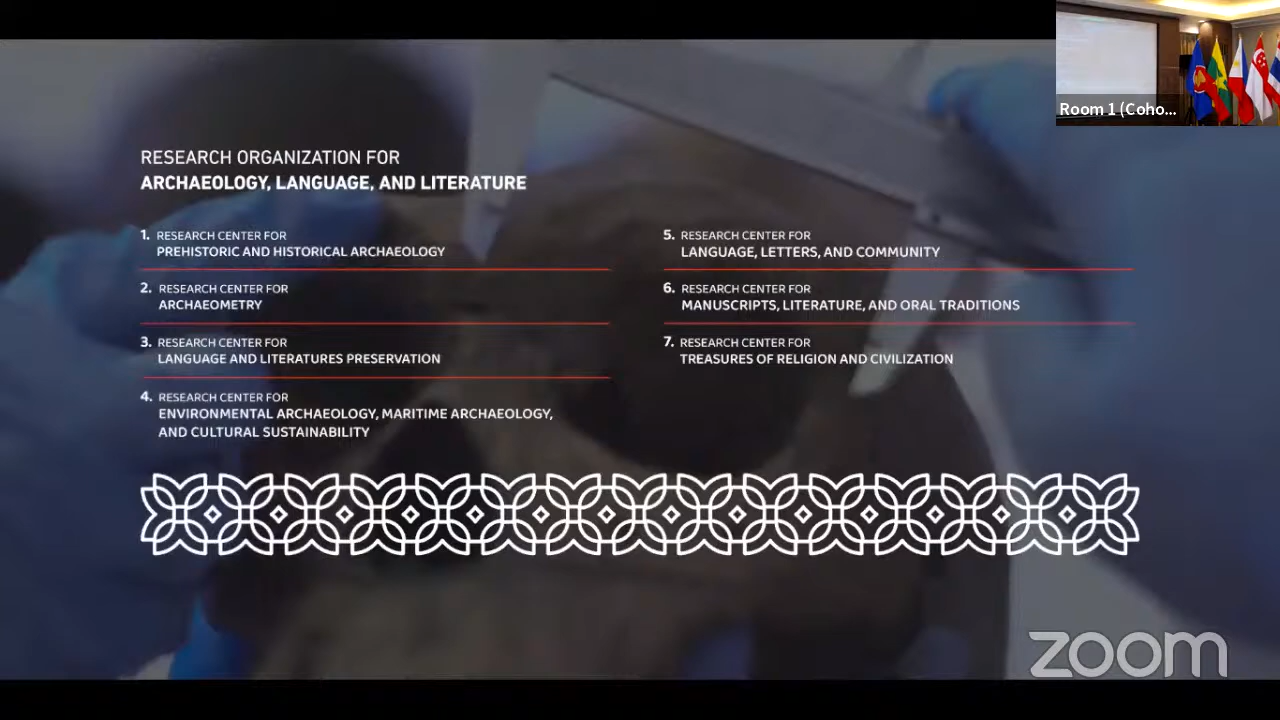 RESEARCH ORGANIZATION FOR
ARCHAEOLOGY, LANGUAGE, AND LITERATURE
1. RESEARCH CENTER FOR
PREHISTORIC AND HISTORICAL ARCHAEOLOGY
2. RESEARCH CENTER FOR
ARCHAEOMETRY
3. RESEARCH CENTER FOR
LANGUAGE AND LITERATURES PRESERVATION
4. RESEARCH CENTER FOR
ENVIRONMENTAL ARCHAEOLOGY, MARITIME ARCHAEOLOGY,
AND CULTURAL SUSTAINABILITY
5. RESEARCH CENTER FOR
LANGUAGE, LETTERS, AND COMMUNITY
6. RESEARCH CENTER FOR
MANUSCRIPTS, LITERATURE, AND ORAL TRADITIONS
7. RESEARCH CENTER FOR
TREASURES OF RELIGION AND CIVILIZATION
Room 1 (Coho...
zoom